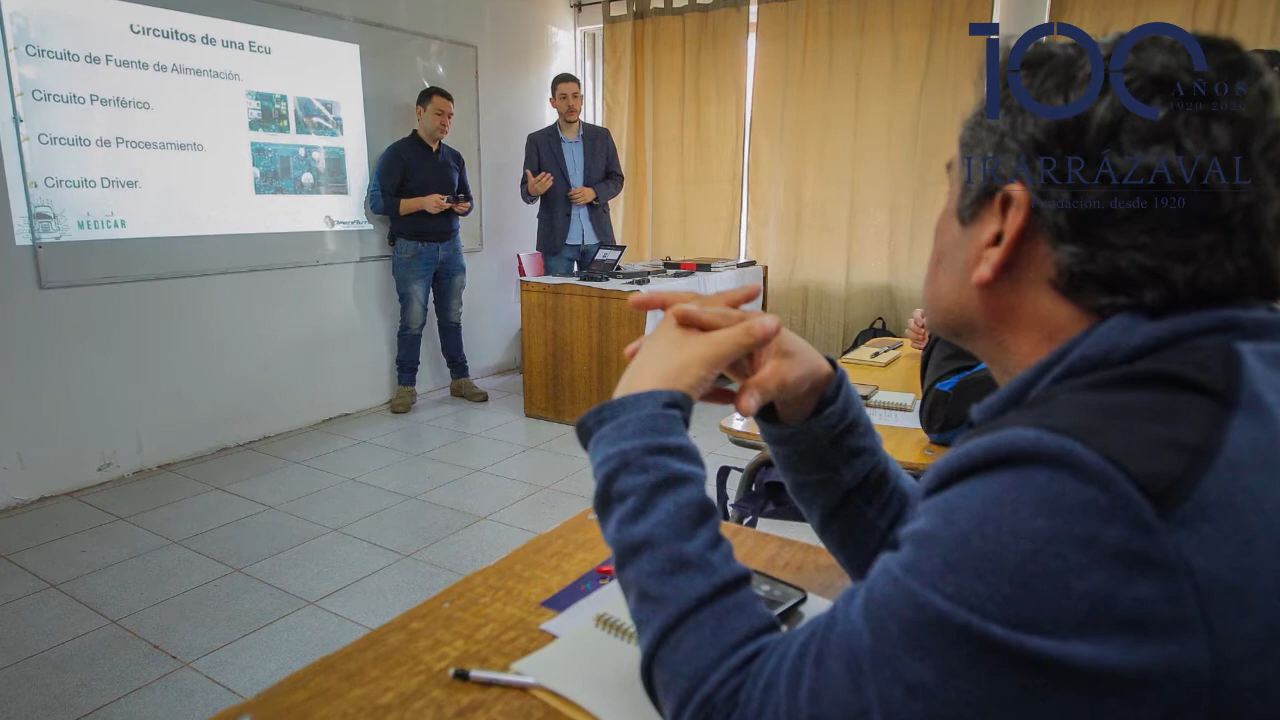 Circuitos de una Ecu
Circuito de Fuente de Alimentación.
Circuito Periférico.
Circuito de Procesamiento.
Circuito Driver.
MEDICAR
100 AÑOS
1920-2020
IRARRÁZAVAL
Fundación, desde 1920